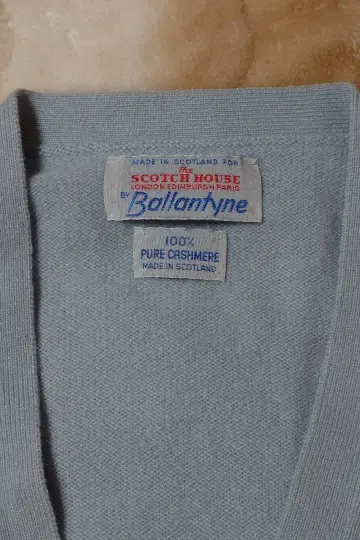 MADE IN SCOTLAND FOR
The
SCOTCH HOUSE
LONDON EDINBURGH PARIS
BY Ballantyne
100%
PURE CASHMERE
MADE IN SCOTLAND